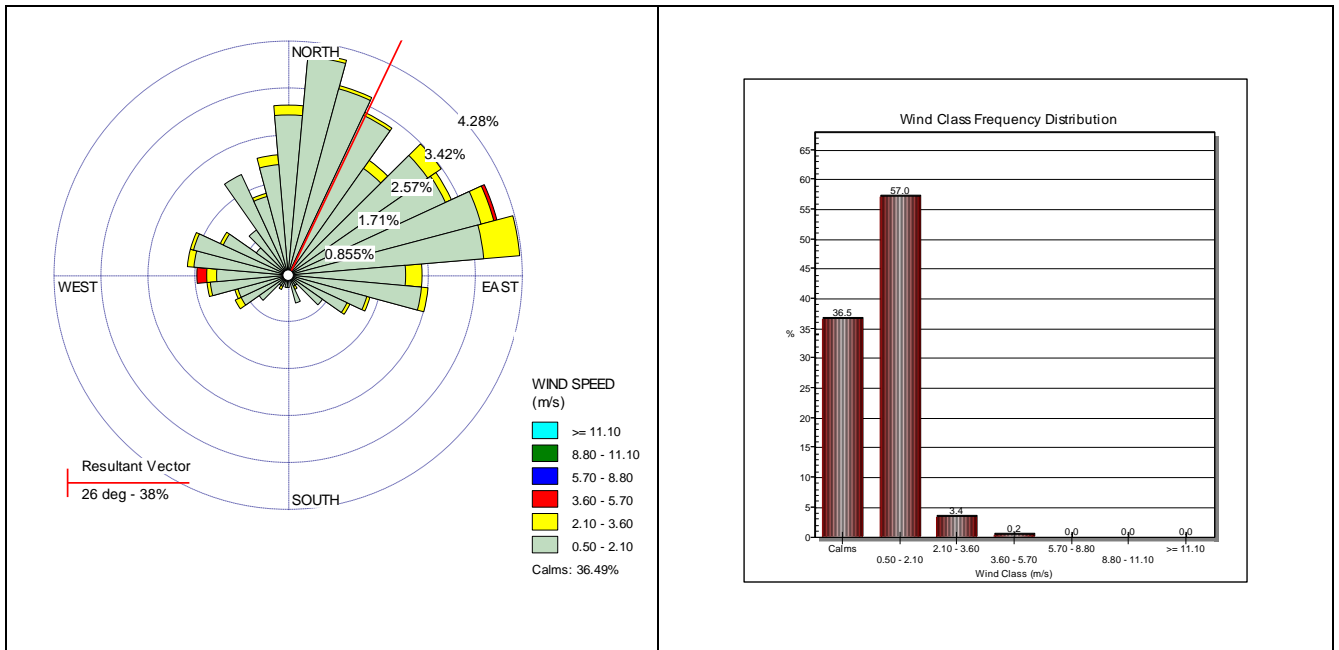 NORTH
4.28%
3.42%
2.57%
1.71%
0.855%
WEST
EAST
SOUTH
WIND SPEED
(m/s)
>= 11.10
8.80 - 11.10
5.70 - 8.80
3.60 - 5.70
2.10 - 3.60
0.50 - 2.10
Calms: 36.49%
Resultant Vector
26 deg - 38%
Wind Class Frequency Distribution
65
60
55
50
45
40
35
30
25
20
15
10
5
0
%
36.5
57.0
3.4
0.2
0.0
0.0
0.0
Calms
0.50 - 2.10
2.10 - 3.60
3.60 - 5.70
5.70 - 8.80
8.80 - 11.10
>= 11.10
Wind Class (m/s)